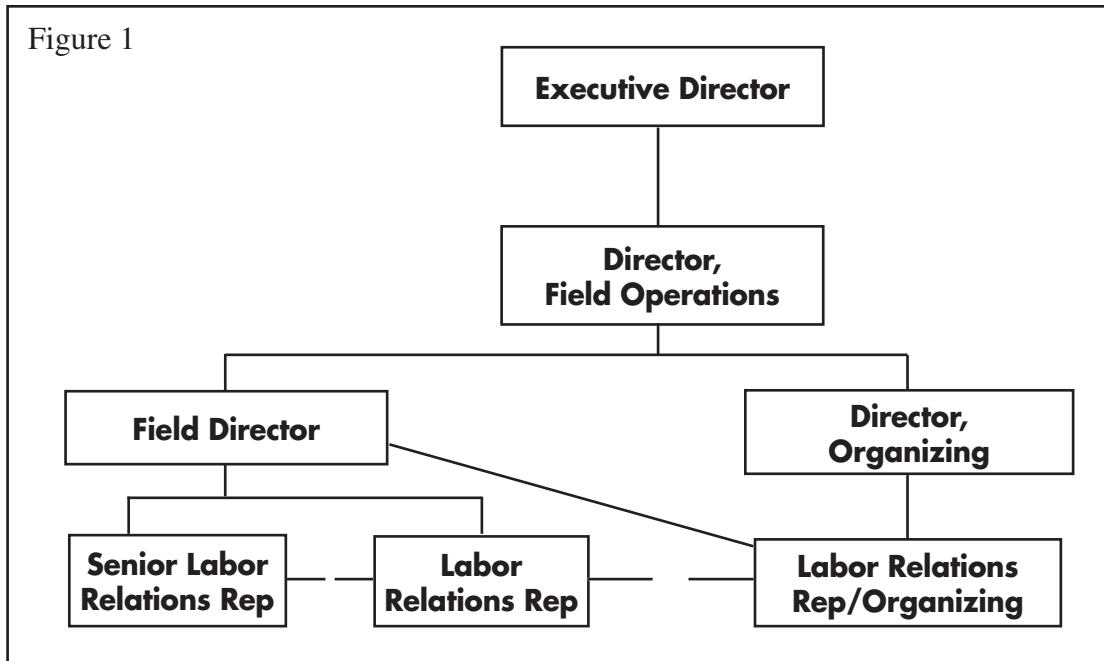 Figure 1
Executive Director
Director,
Field Operations
Field Director
Director,
Organizing
Senior Labor
Relations Rep
Labor
Relations Rep
Labor Relations
Rep/Organizing